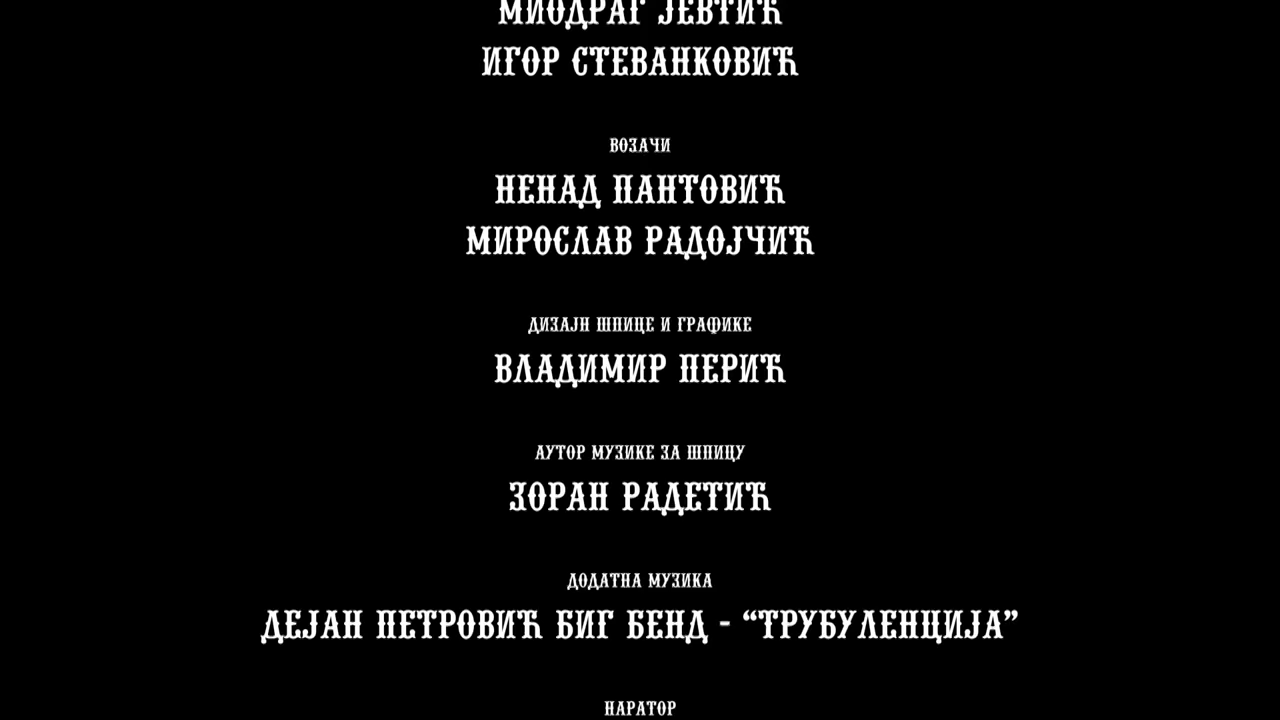 МИОДРАГ ЈЕВТИЋ
ИГОР СТЕВАНКОВИЋ
ВОЗАЧИ
НЕНАД ПАНТОВИЋ
МИРОСЛАВ РАДОЈЧИЋ
ДИЗАЈН ШПИЦЕ И ГРАФИКЕ
ВЛАДИМИР ПЕРИЋ
АУТОР МУЗИКЕ ЗА ШПИЦУ
ЗОРАН РАДЕТИЋ
ДОДАТНА МУЗИКА
ДЕЈАН ПЕТРОВИЋ БИГ БЕНД - “ТРУБУЛЕНЦИЈА”
НАРАТОР